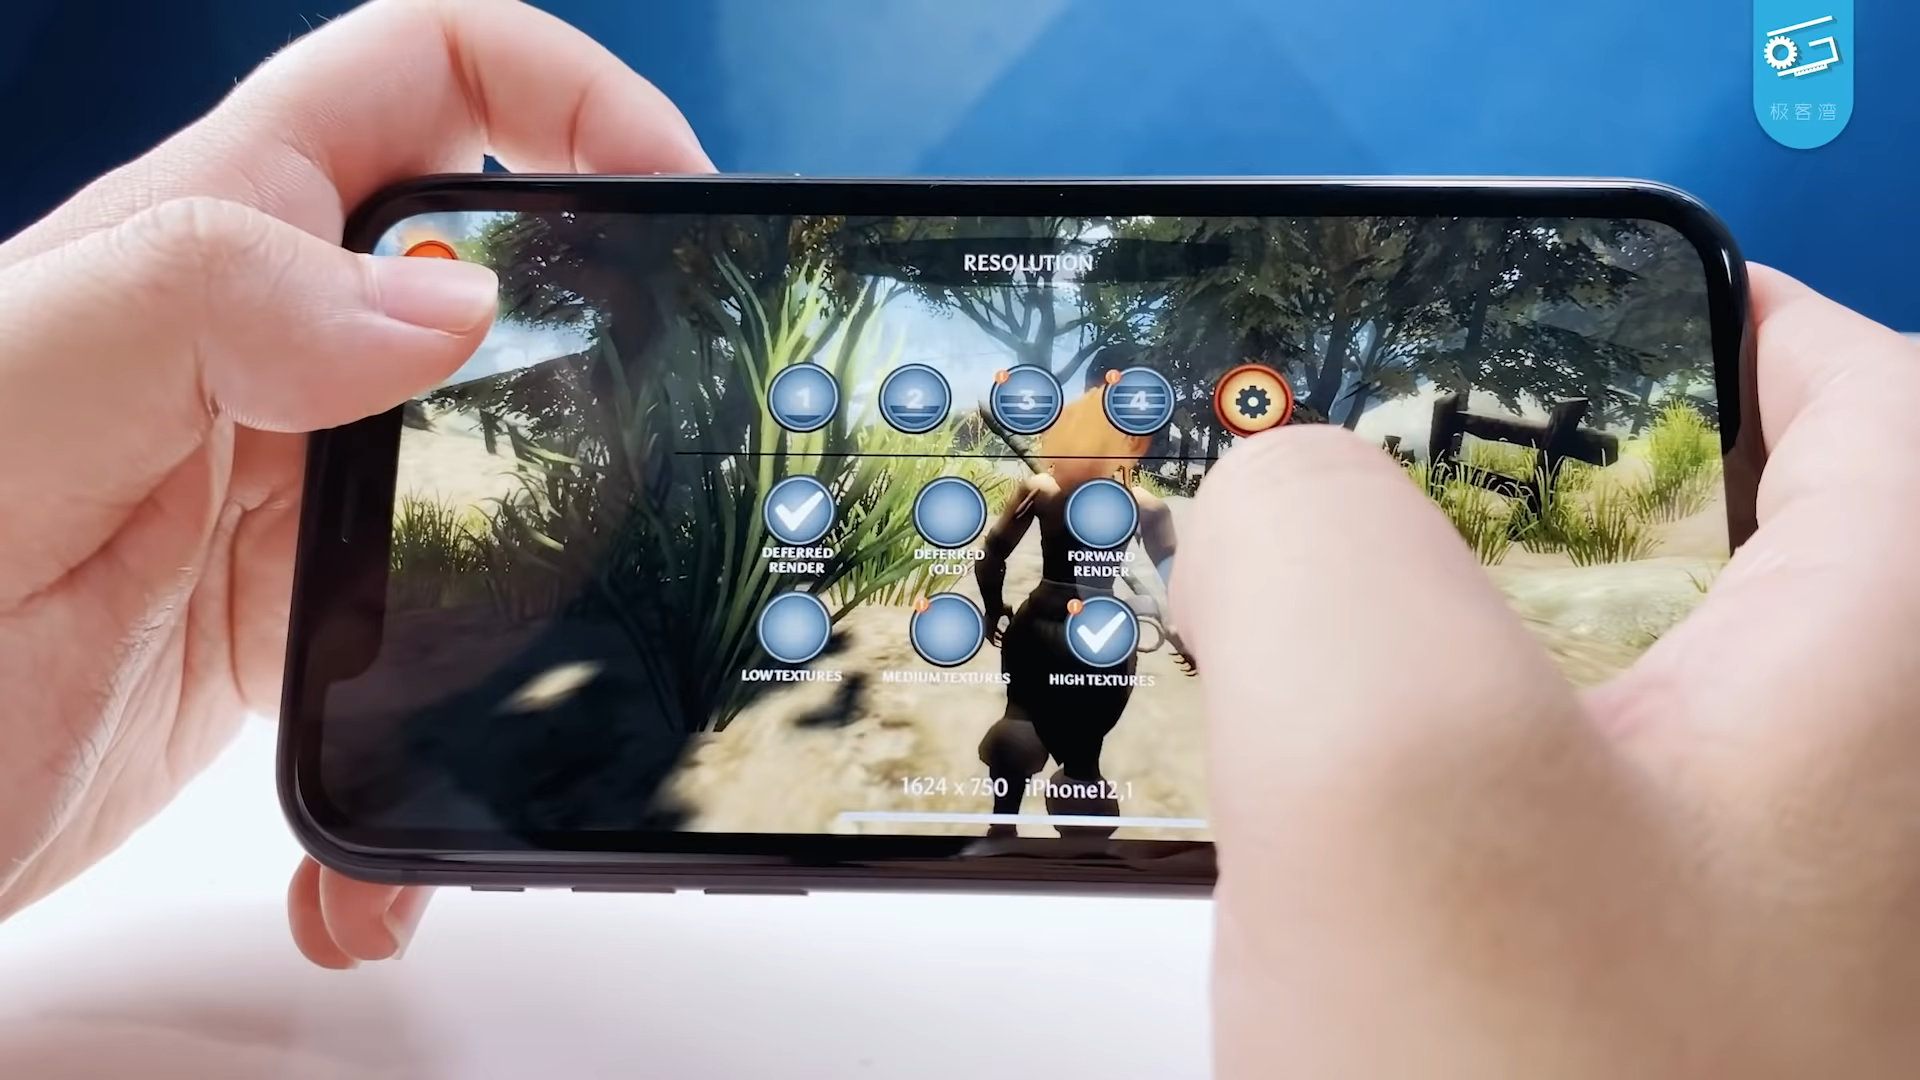 极客湾
RESOLUTION
1
2
3
4
DEFERRED
RENDER
DEFERRED
(OLD)
FORWARD
RENDER
LOW TEXTURES
MEDIUM TEXTURES
HIGH TEXTURES
1624 x 750 iPhone12,1